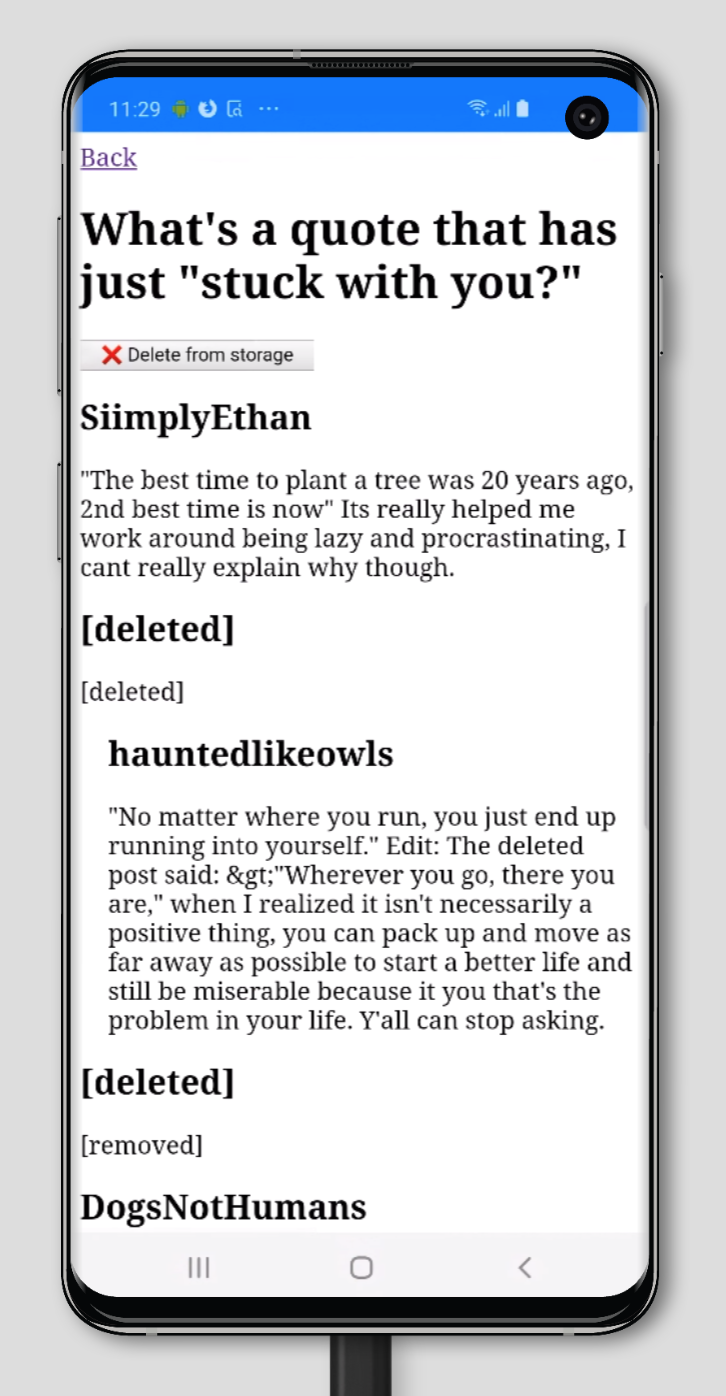 11:29
Back
What's a quote that has
just "stuck with you?"
❌ Delete from storage
SiimplyEthan
"The best time to plant a tree was 20 years ago,
2nd best time is now" Its really helped me
work around being lazy and procrastinating, I
cant really explain why though.
[deleted]
[deleted]
hauntedlikeowls
"No matter where you run, you just end up
running into yourself." Edit: The deleted
post said: &gt;"Wherever you go, there you
are," when I realized it isn't necessarily a
positive thing, you can pack up and move as
far away as possible to start a better life and
still be miserable because it you that's the
problem in your life. Y'all can stop asking.
[deleted]
[removed]
DogsNotHumans